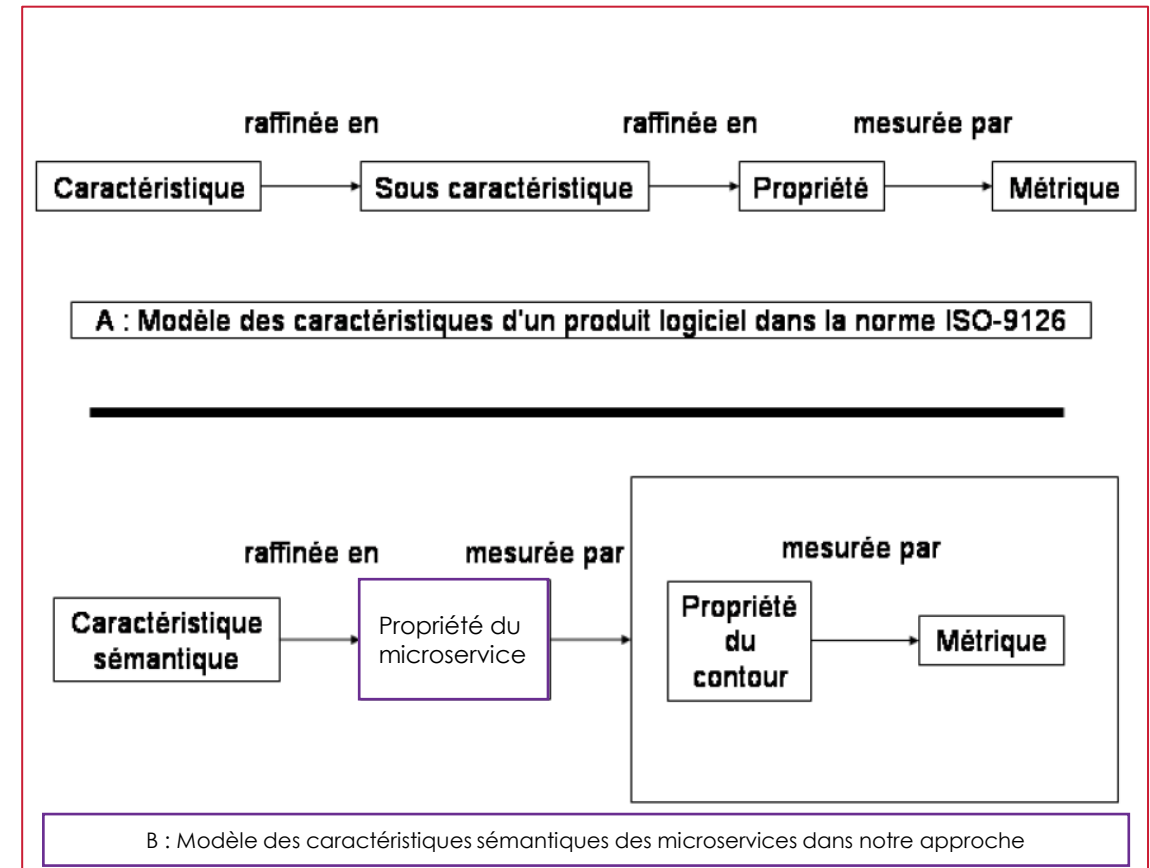 raffinée en raffinée en mesurée par
Caractéristique Sous caractéristique Propriété Métrique
A : Modèle des caractéristiques d'un produit logiciel dans la norme ISO-9126
raffinée en mesurée par mesurée par
Caractéristique
sémantique
Propriété du
microservice
Propriété
du
contour
Métrique
B : Modèle des caractéristiques sémantiques des microservices dans notre approche